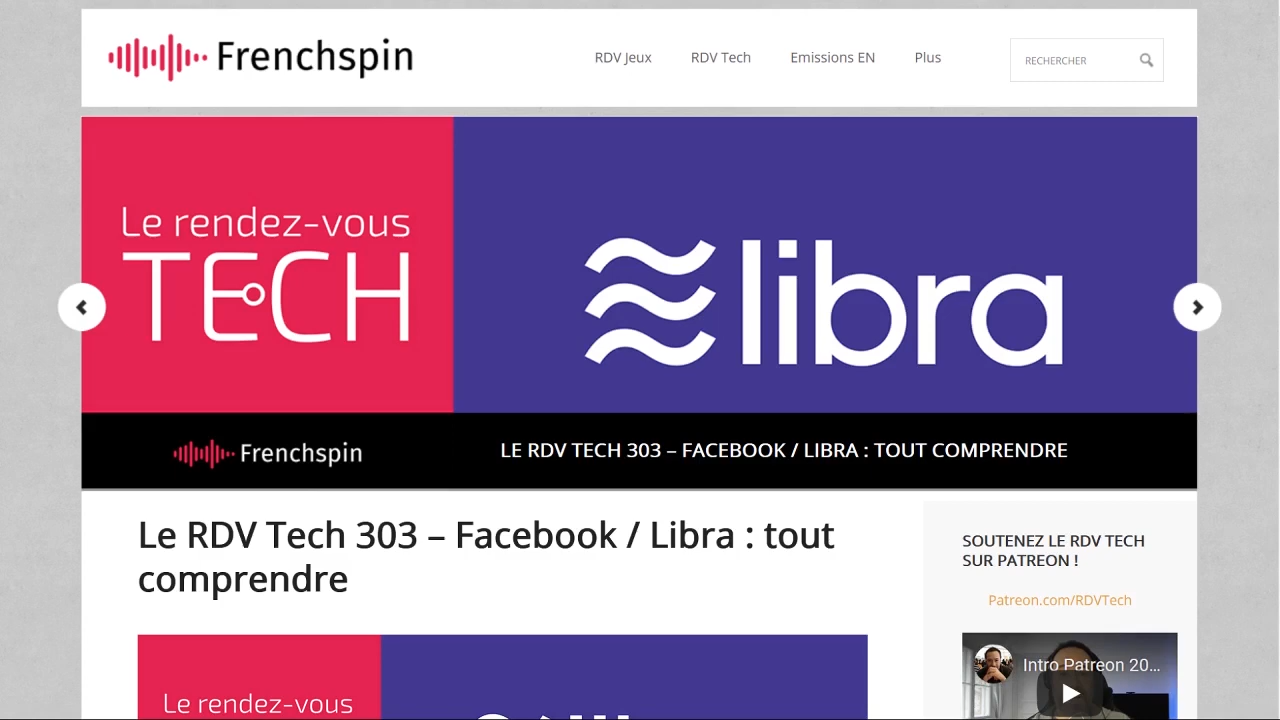 Frenchspin
RDV Jeux
RDV Tech
Emissions EN
Plus
RECHERCHER
Le rendez-vous
TECH
libra
Frenchspin
LE RDV TECH 303 – FACEBOOK / LIBRA : TOUT COMPRENDRE
Le RDV Tech 303 – Facebook / Libra : tout
comprendre
SOUTENEZ LE RDV TECH
SUR PATREON !
Patreon.com/RDVTech
Intro Patreon 20...
Le rendez-vous